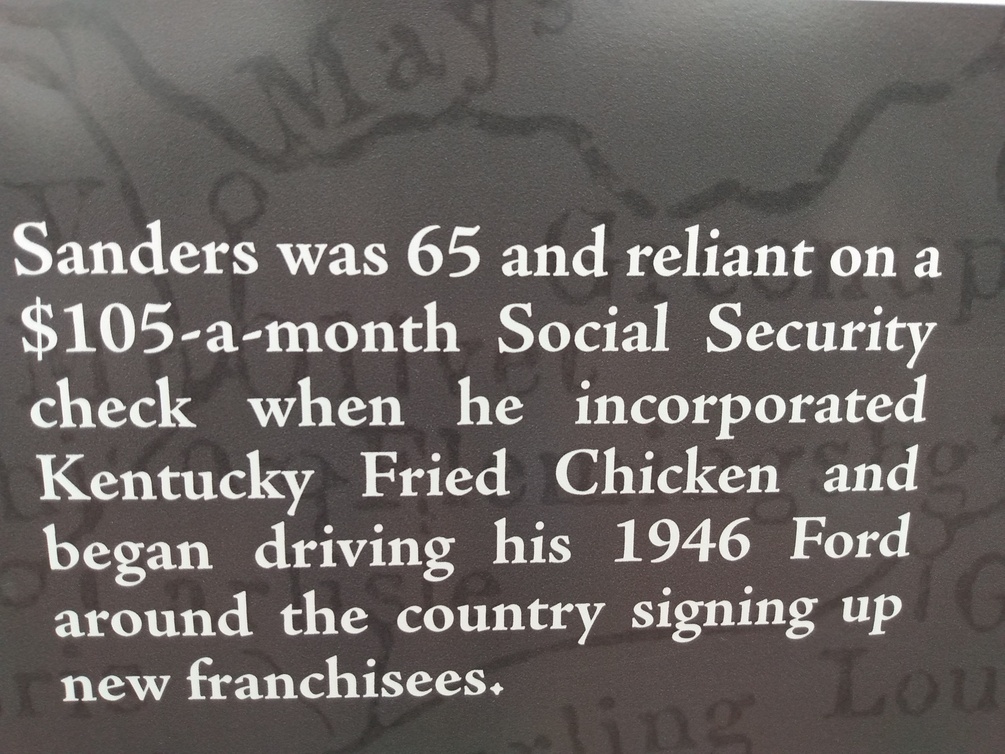 Mays
Sanders was 65 and reliant on a
$105-a-month Social Security
check when he incorporated
Kentucky Fried Chicken and
began driving his 1946 Ford
around the country signing up
new franchisees.